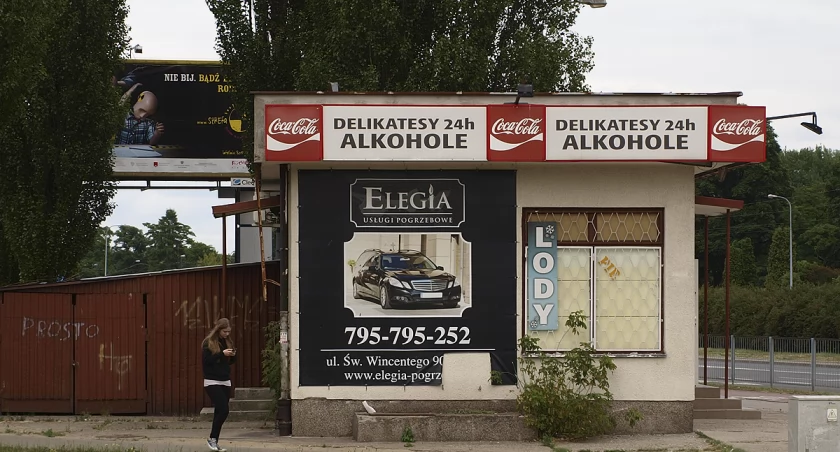 NIE BIJ. BĄDŹ
Coca-Cola
DELIKATESY 24h
ALKOHOLE
Coca-Cola
DELIKATESY 24h
ALKOHOLE
Coca-Cola
ELEGIA
USŁUGI POGRZEBOWE
795-795-252
ul. Św. Wincentego 90
www.elegia-pogrz
LODY
PROSTO